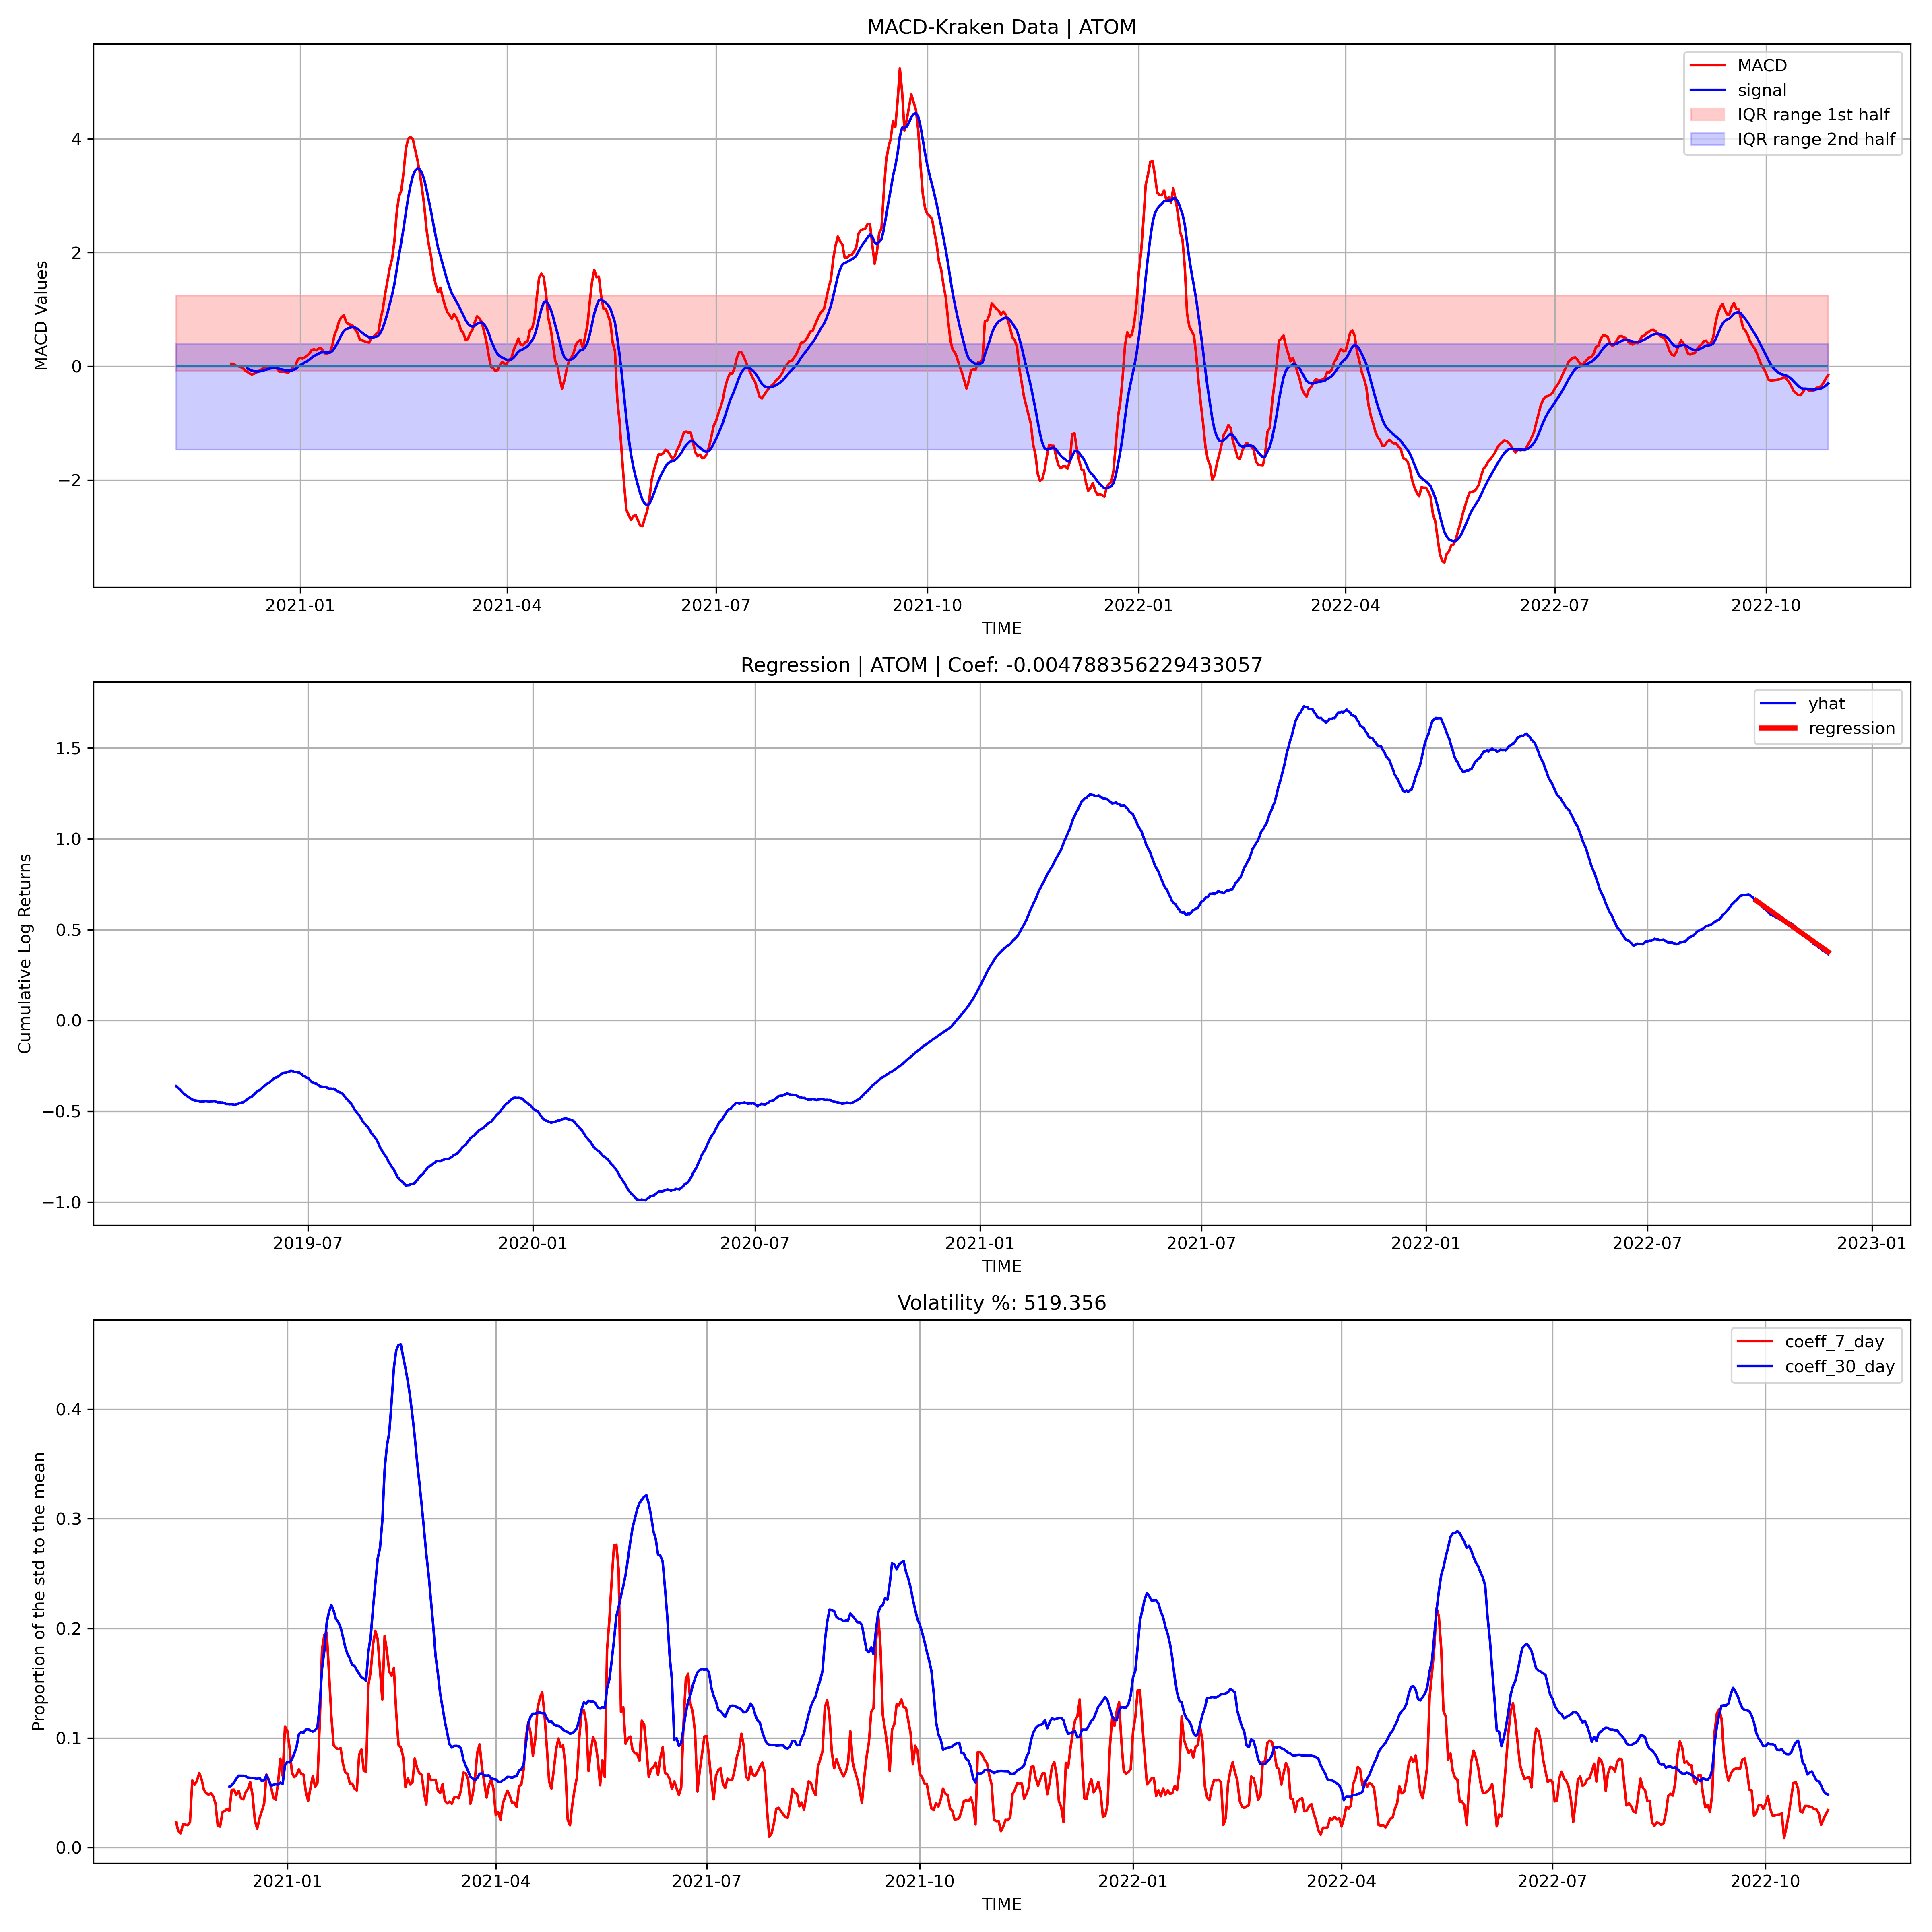 MACD-Kraken Data | ATOM
MACD
signal
IQR range 1st half
IQR range 2nd half
MACD Values
4
2
0
−2
2021-01 2021-04 2021-07 2021-10 2022-01 2022-04 2022-07 2022-10
TIME
Regression | ATOM | Coef: -0.004788356229433057
yhat
regression
Cumulative Log Returns
1.5
1.0
0.5
0.0
−0.5
−1.0
2019-07 2020-01 2020-07 2021-01 2021-07 2022-01 2022-07 2023-01
TIME
Volatility %: 519.356
coeff_7_day
coeff_30_day
Proportion of the std to the mean
0.4
0.3
0.2
0.1
0.0
2021-01 2021-04 2021-07 2021-10 2022-01 2022-04 2022-07 2022-10
TIME